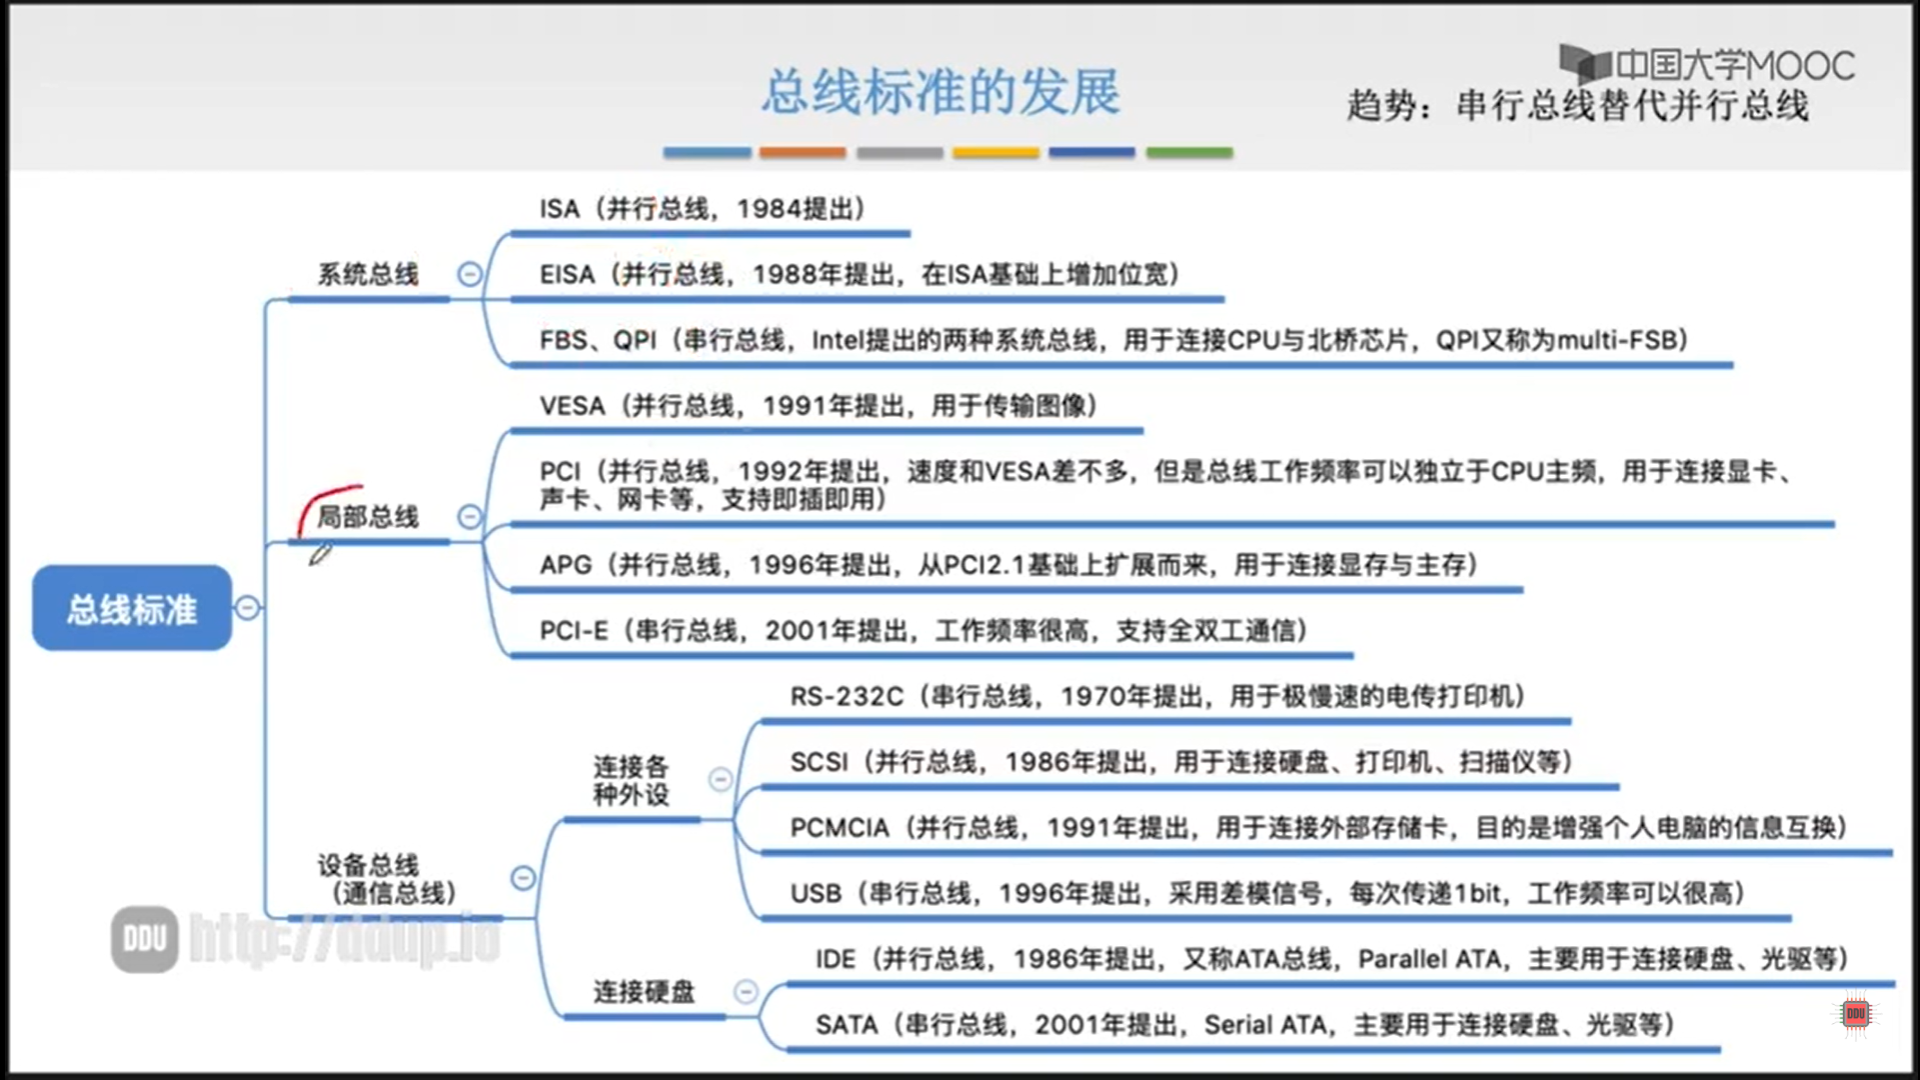 中国大学MOOC
总线标准的发展
趋势：串行总线替代并行总线
总线标准
系统总线
ISA（并行总线，1984提出）
EISA（并行总线，1988年提出，在ISA基础上增加位宽）
FBS、QPI（串行总线，Intel提出的两种系统总线，用于连接CPU与北桥芯片，QPI又称为multi-FSB）
局部总线
VESA（并行总线，1991年提出，用于传输图像）
PCI（并行总线，1992年提出，速度和VESA差不多，但是总线工作频率可以独立于CPU主频，用于连接显卡、
声卡、网卡等，支持即插即用）
APG（并行总线，1996年提出，从PCI2.1基础上扩展而来，用于连接显存与主存）
PCI-E（串行总线，2001年提出，工作频率很高，支持全双工通信）
设备总线
（通信总线）
连接各
种外设
RS-232C（串行总线，1970年提出，用于极慢速的电传打印机）
SCSI（并行总线，1986年提出，用于连接硬盘、打印机、扫描仪等）
PCMCIA（并行总线，1991年提出，用于连接外部存储卡，目的是增强个人电脑的信息互换）
USB（串行总线，1996年提出，采用差模信号，每次传递1bit，工作频率可以很高）
连接硬盘
IDE（并行总线，1986年提出，又称ATA总线，Parallel ATA，主要用于连接硬盘、光驱等）
SATA（串行总线，2001年提出，Serial ATA，主要用于连接硬盘、光驱等）
DDU http://ddup.io
DDU